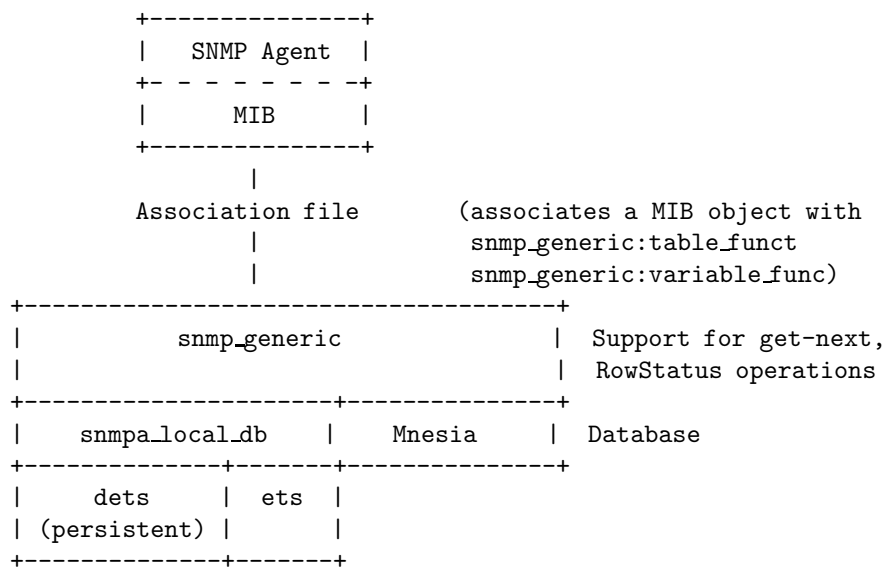 +---------------+
|   SNMP Agent  |
+- - - - - - - -+
|      MIB      |
+---------------+
|
Association file       (associates a MIB object with
|               snmp_generic:table_funct
|               snmp_generic:variable_func)
+--------------------------------------+
|           snmp_generic               |  Support for get-next,
|                                      |  RowStatus operations
+----------------------+---------------+
|    snmpa_local_db    |    Mnesia     |  Database
+--------------+-------+---------------+
|     dets     |  ets  |
| (persistent) |       |
+--------------+-------+